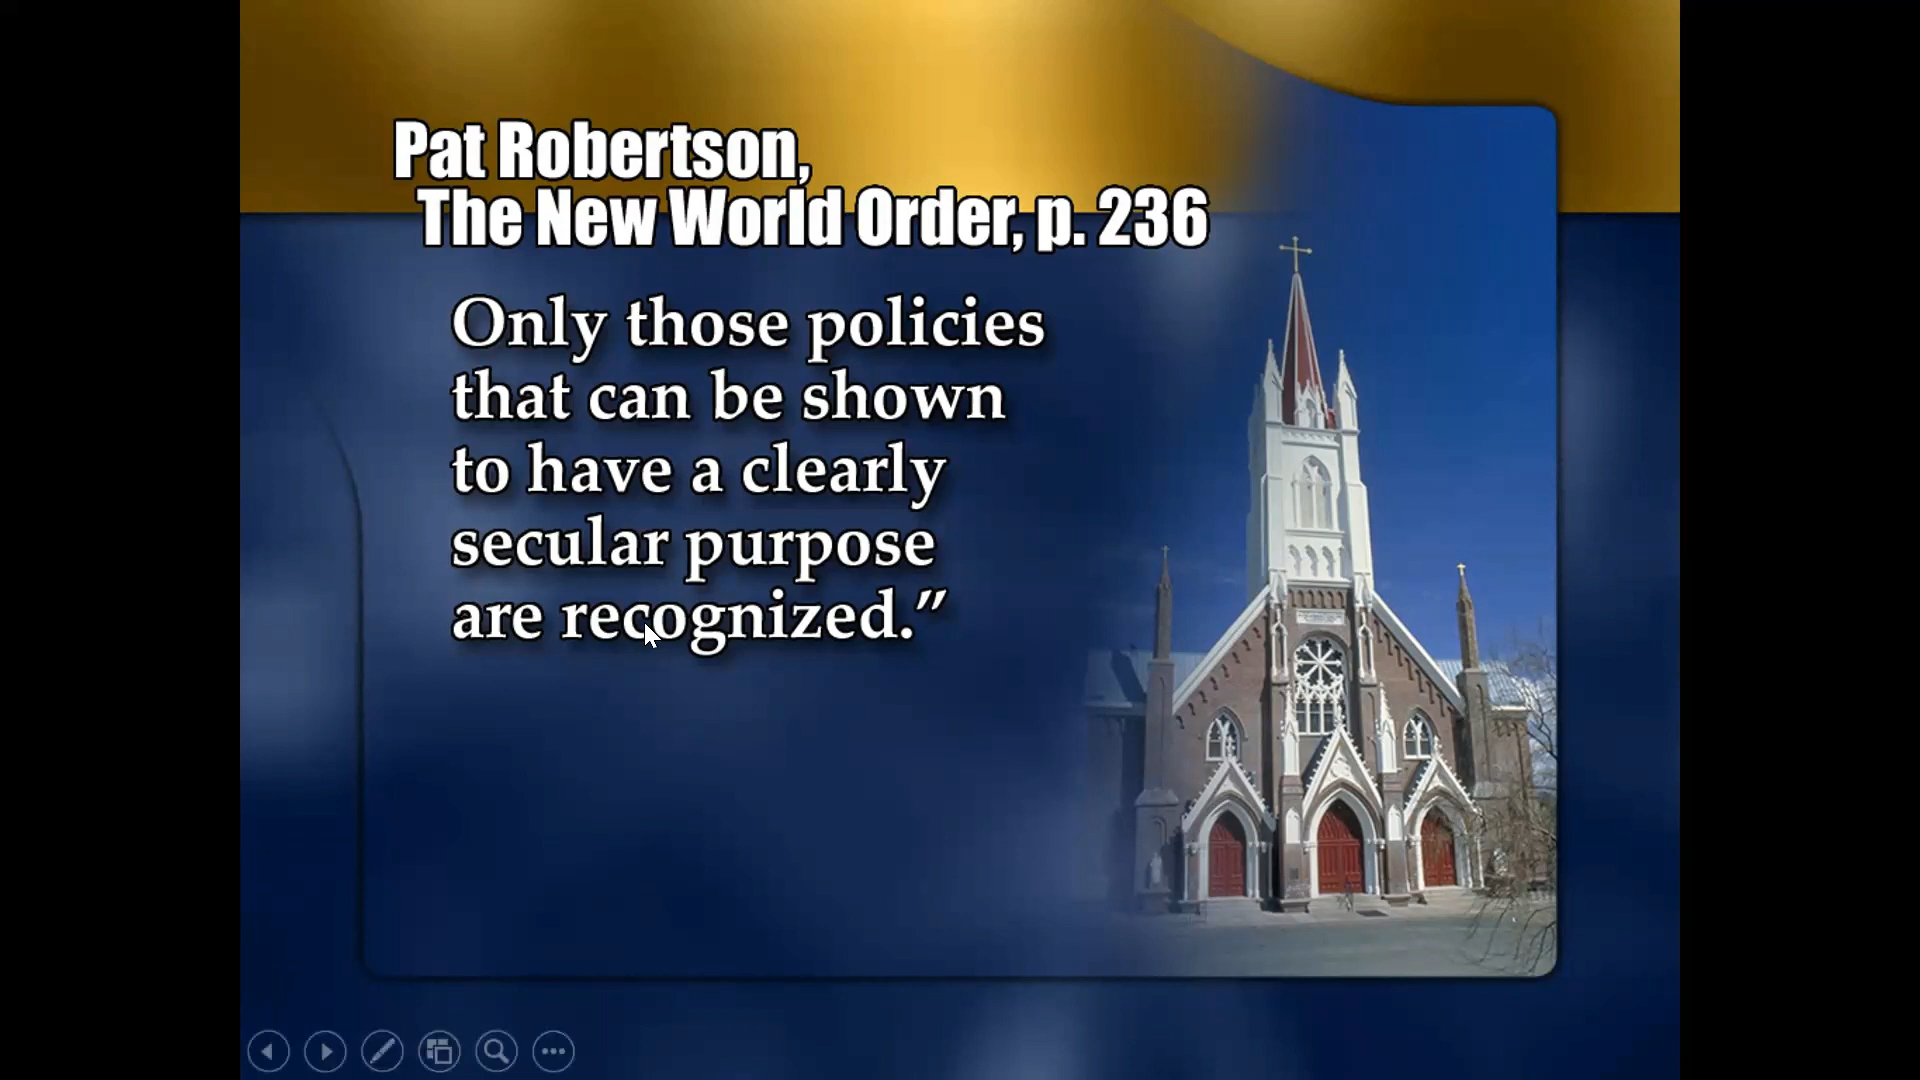 Pat Robertson,
The New World Order, p. 236
Only those policies
that can be shown
to have a clearly
secular purpose
are recognized.”